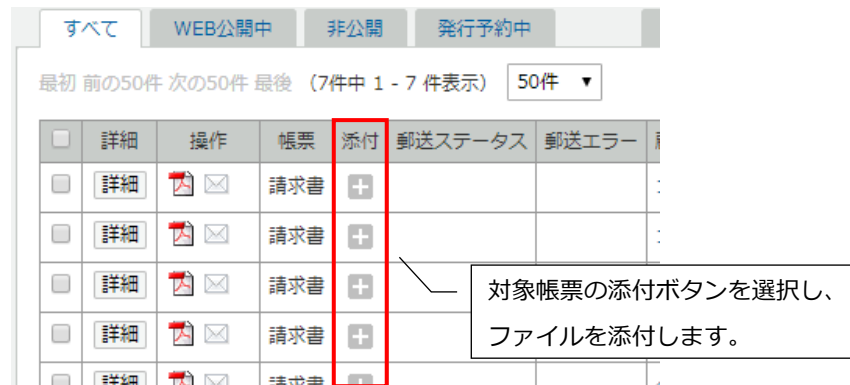 すべて WEB公開中 非公開 発行予約中
最初 前の50件 次の50件 最後 (7件中 1 - 7 件表示) 50件 ▼
詳細 操作 帳票 添付 郵送ステータス 郵送エラー
詳細 請求書
詳細 請求書
詳細 請求書
対象帳票の添付ボタンを選択し、
詳細 請求書
ファイルを添付します。
詳細 請求書